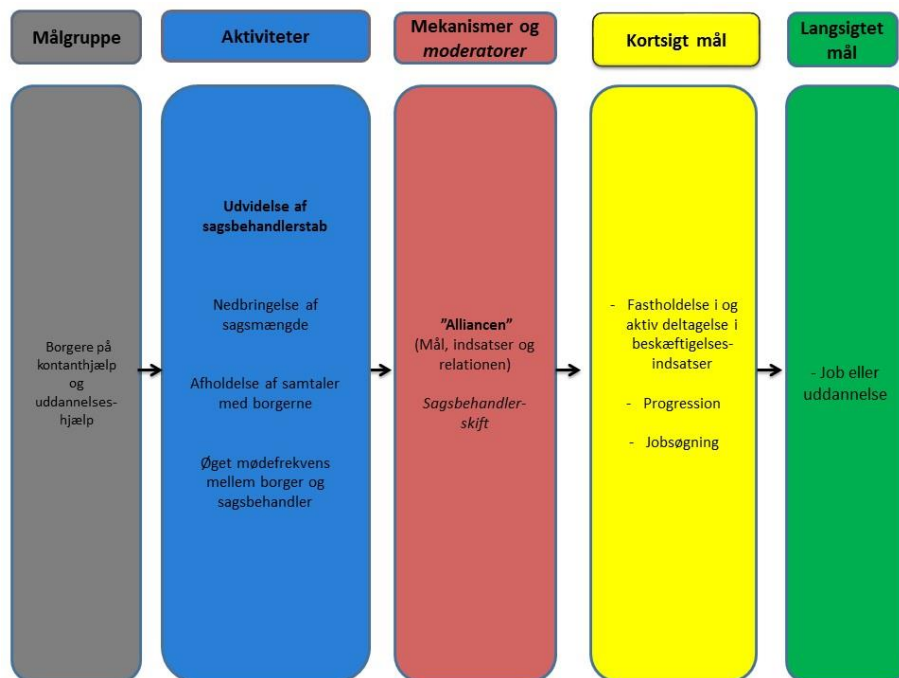 Målgruppe
Aktiviteter
Mekanismer og
moderatorer
Kortsigt mål
Langsigtet
mål
Borgere på
kontanthjælp
og
uddannelses-
hjælp
Udvidelse af
sagsbehandlerstab
Nedbringelse af
sagsmængde
Afholdelse af samtaler
med borgerne
Øget mødefrekvens
mellem borger og
sagsbehandler
"Alliancen"
(Mål, indsatser og
relationen)
Sagsbehandler-
skift
- Fastholdelse i og
aktiv deltagelse i
beskæftigelses-
indsatser
- Progression
- Jobsøgning
- Job eller
uddannelse